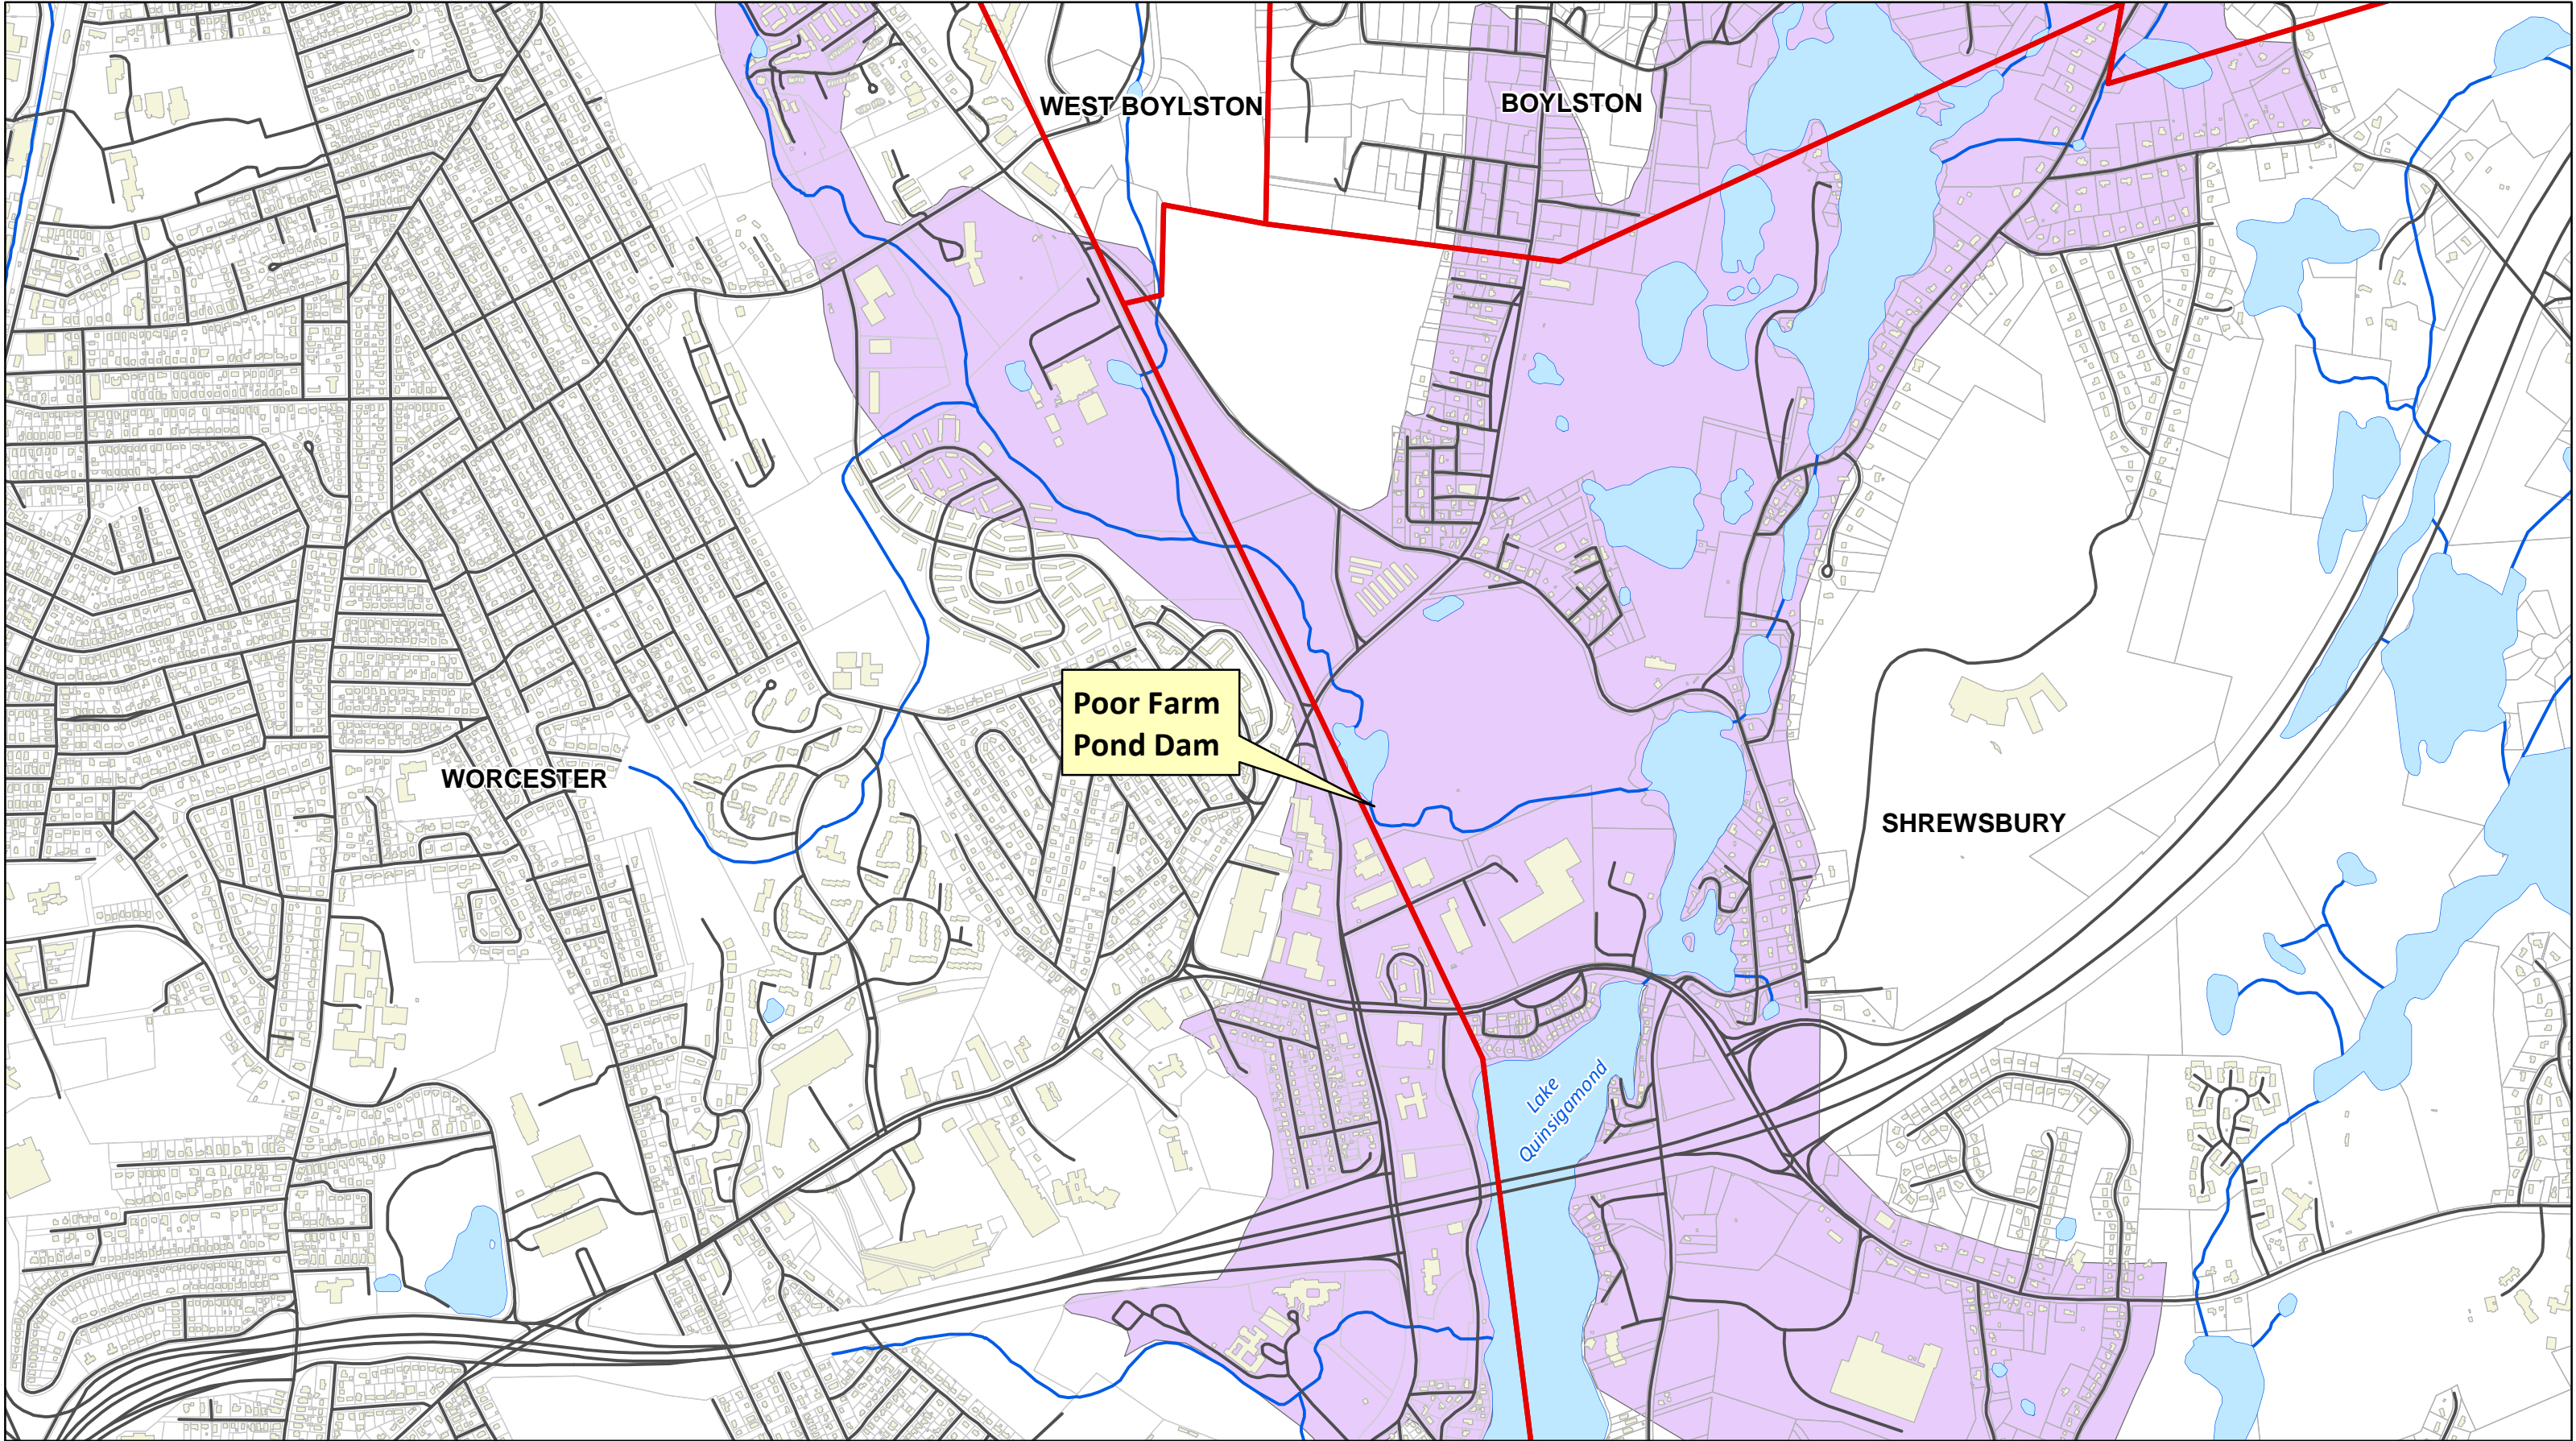 WEST BOYLSTON
BOYLSTON
Poor Farm
Pond Dam
WORCESTER
SHREWSBURY
Lake
Quinsigamond